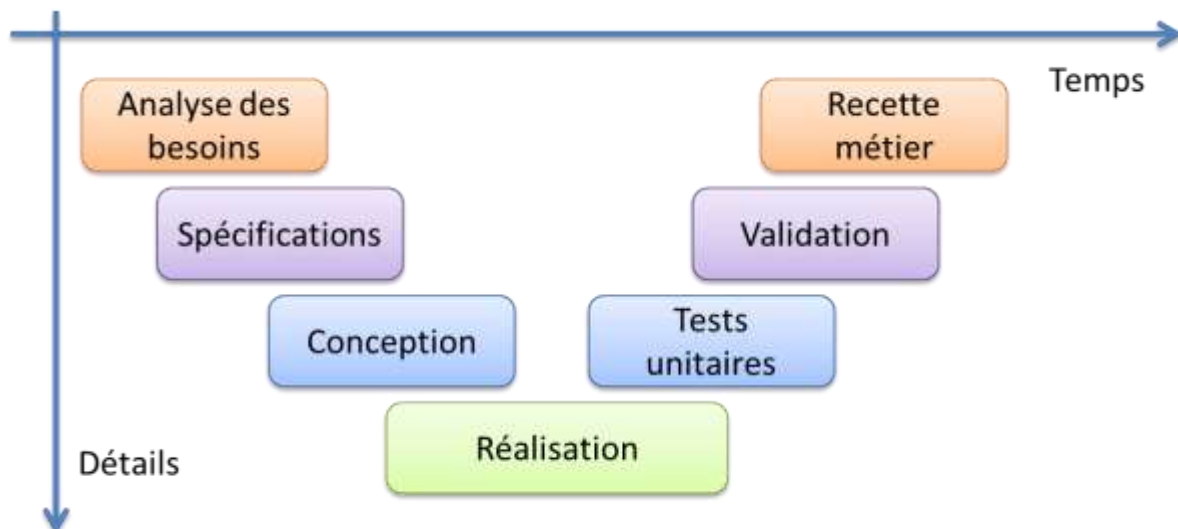 Temps
Analyse des
besoins
Recette
métier
Spécifications
Validation
Conception
Tests
unitaires
Réalisation
Détails